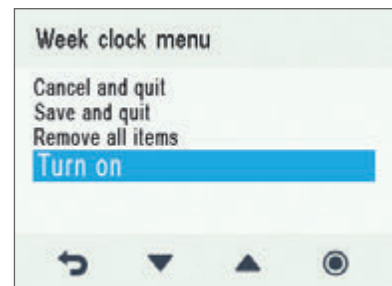 Week clock menu
Cancel and quit
Save and quit
Remove all items
Turn on